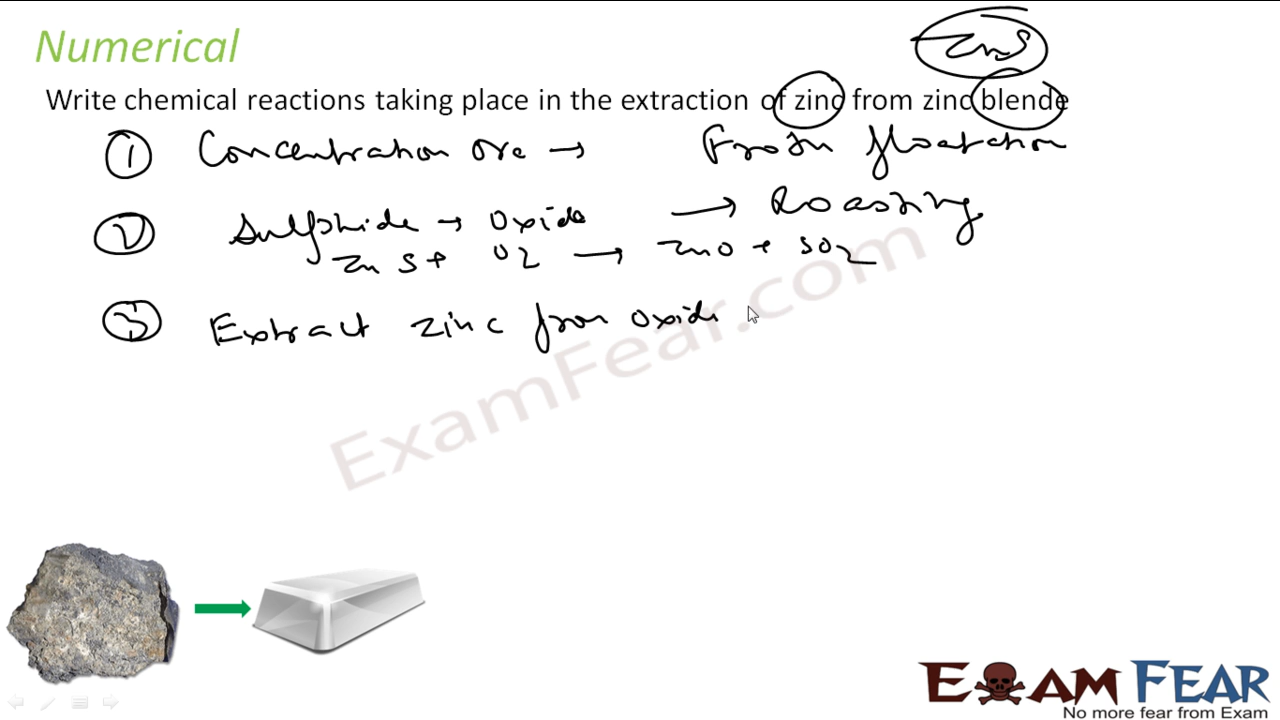 Numerical
ZnS
Write chemical reactions taking place in the extraction of zinc from zinc blende
① Concentration ore → Froth floatation
② Sulphide → Oxide → Roasting
Zn S + O2 → ZnO + SO2
③ Extract zinc from oxide
ExamFear.com
EXAM FEAR
No more fear from Exam